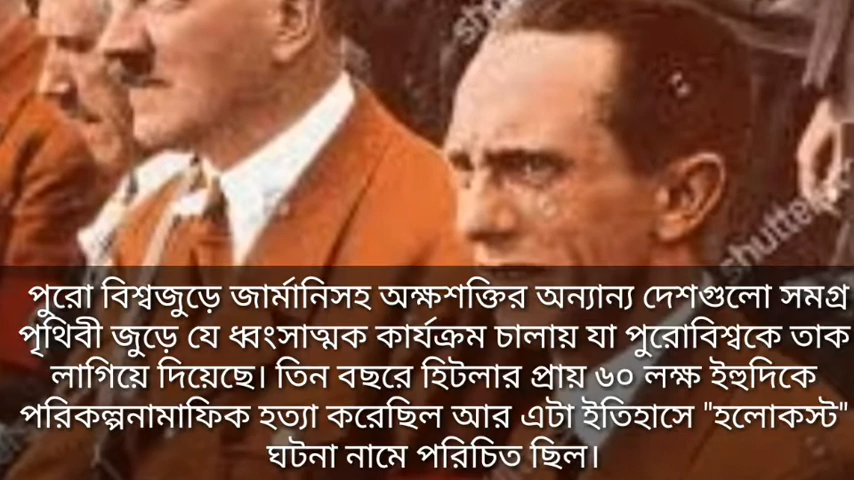 পুরো বিশ্বজুড়ে জার্মানিসহ অক্ষশক্তির অন্যান্য দেশগুলো সমগ্র
পৃথিবী জুড়ে যে ধ্বংসাত্মক কার্যক্রম চালায় যা পুরোবিশ্বকে তাক
লাগিয়ে দিয়েছে। তিন বছরে হিটলার প্রায় ৬০ লক্ষ ইহুদিকে
পরিকল্পনামাফিক হত্যা করেছিল আর এটা ইতিহাসে "হলোকস্ট"
ঘটনা নামে পরিচিত ছিল।